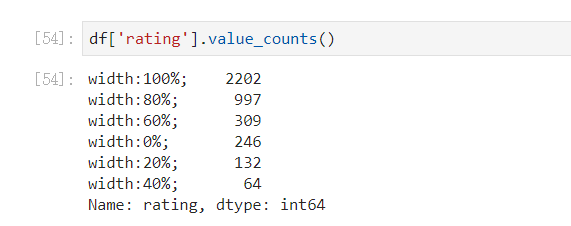 [54]: df['rating'].value_counts()
[54]: width:100%;    2202
width:80%;      997
width:60%;      309
width:0%;       246
width:20%;      132
width:40%;       64
Name: rating, dtype: int64